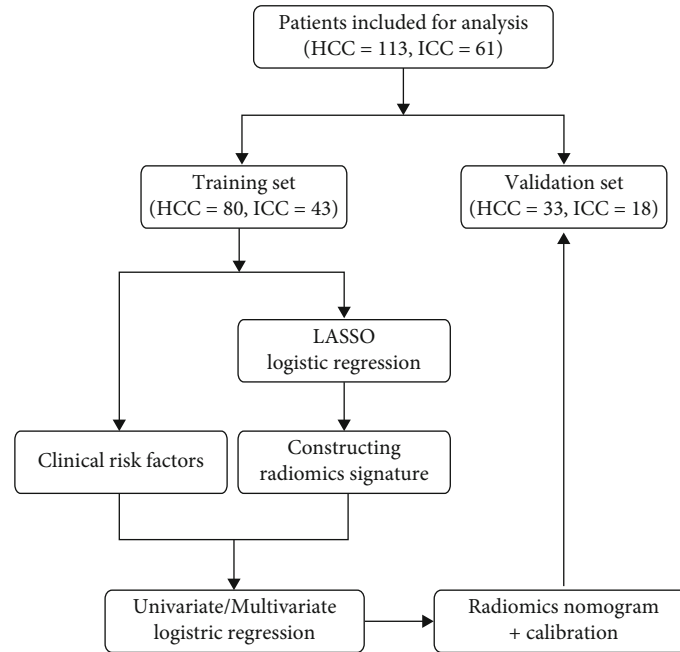 Patients included for analysis
(HCC = 113, ICC = 61)
Training set
(HCC = 80, ICC = 43)
Validation set
(HCC = 33, ICC = 18)
LASSO
logistic regression
Clinical risk factors
Constructing
radiomics signature
Univariate/Multivariate
logistric regression
Radiomics nomogram
+ calibration